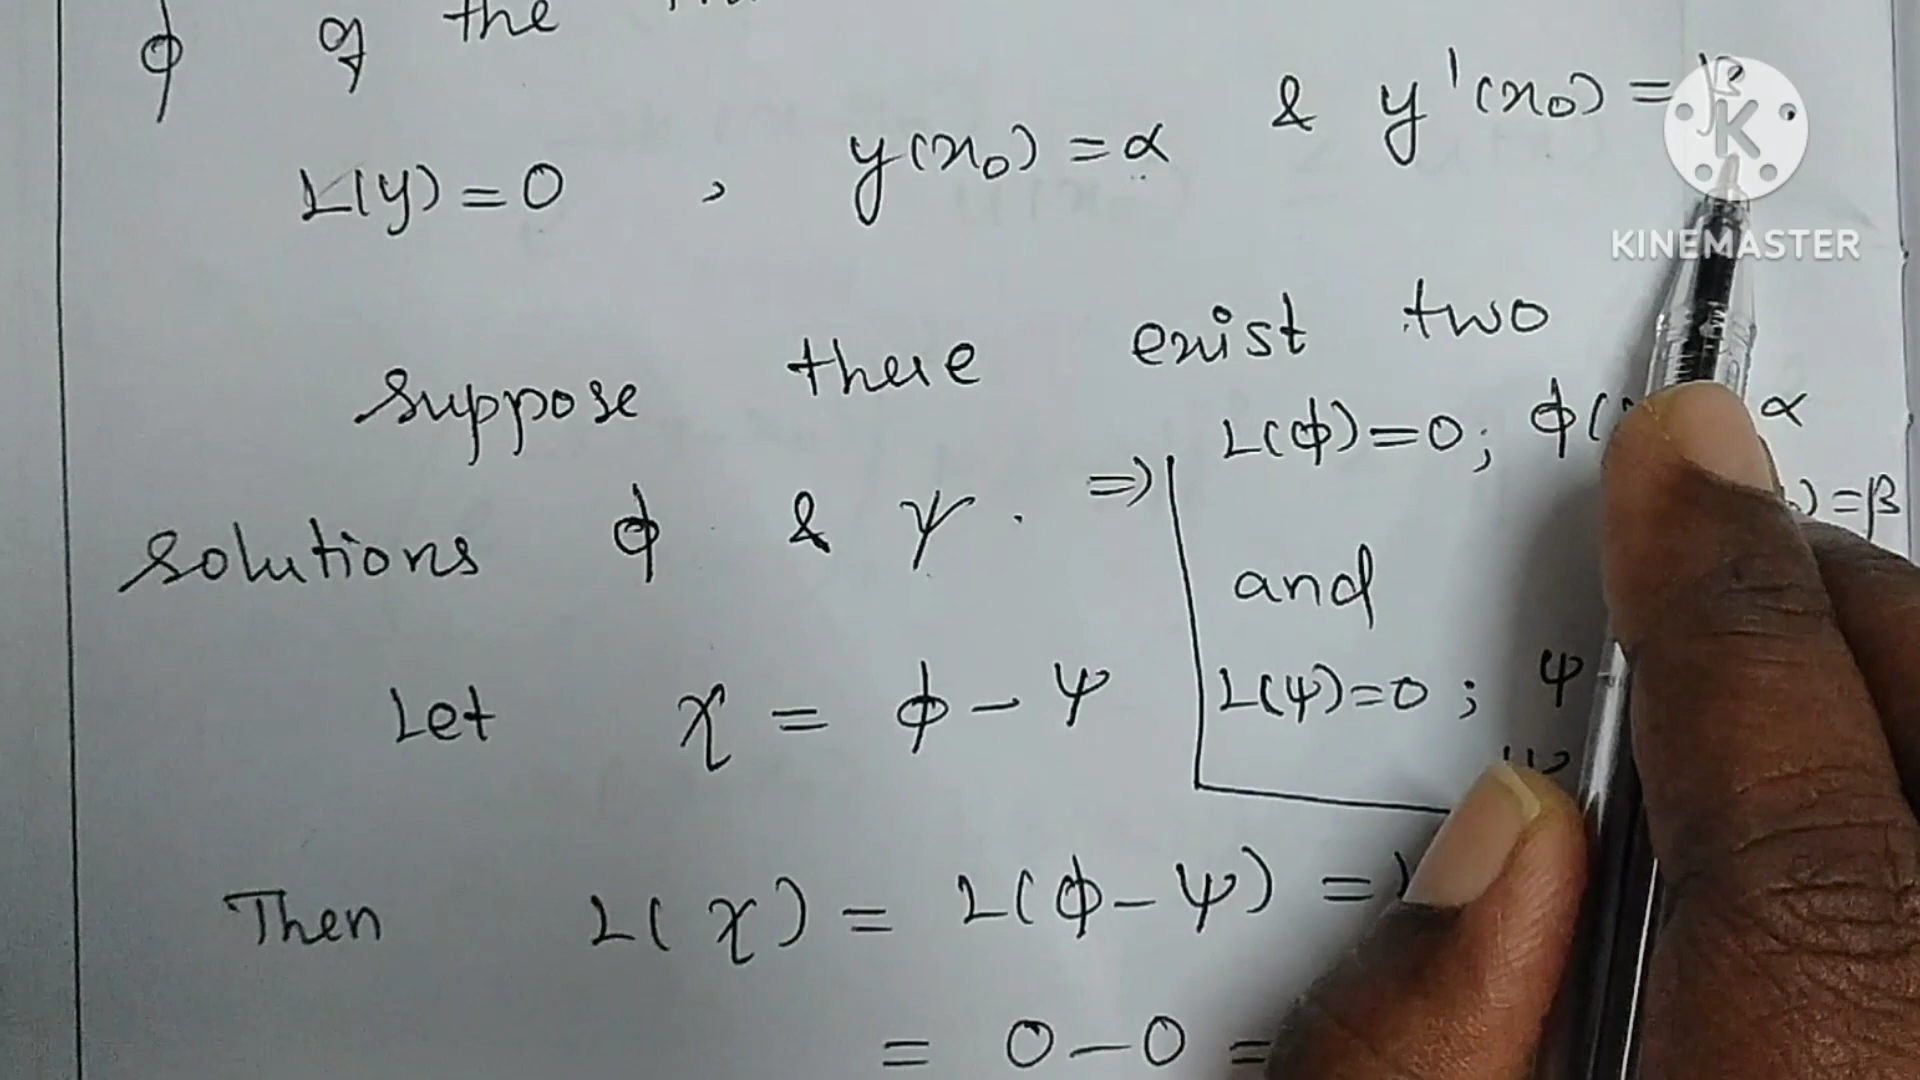 ϕ of the
L(y)=0 , y(x₀)=α & y'(x₀)=β
KINEMASTER
Suppose there exist two
solutions ϕ & ψ. ⇒ L(ϕ)=0; ϕ( α
)=β
and
Let χ = ϕ-ψ L(ψ)=0; ψ
ψ
Then L(χ) = L(ϕ-ψ) =
= 0-0 =